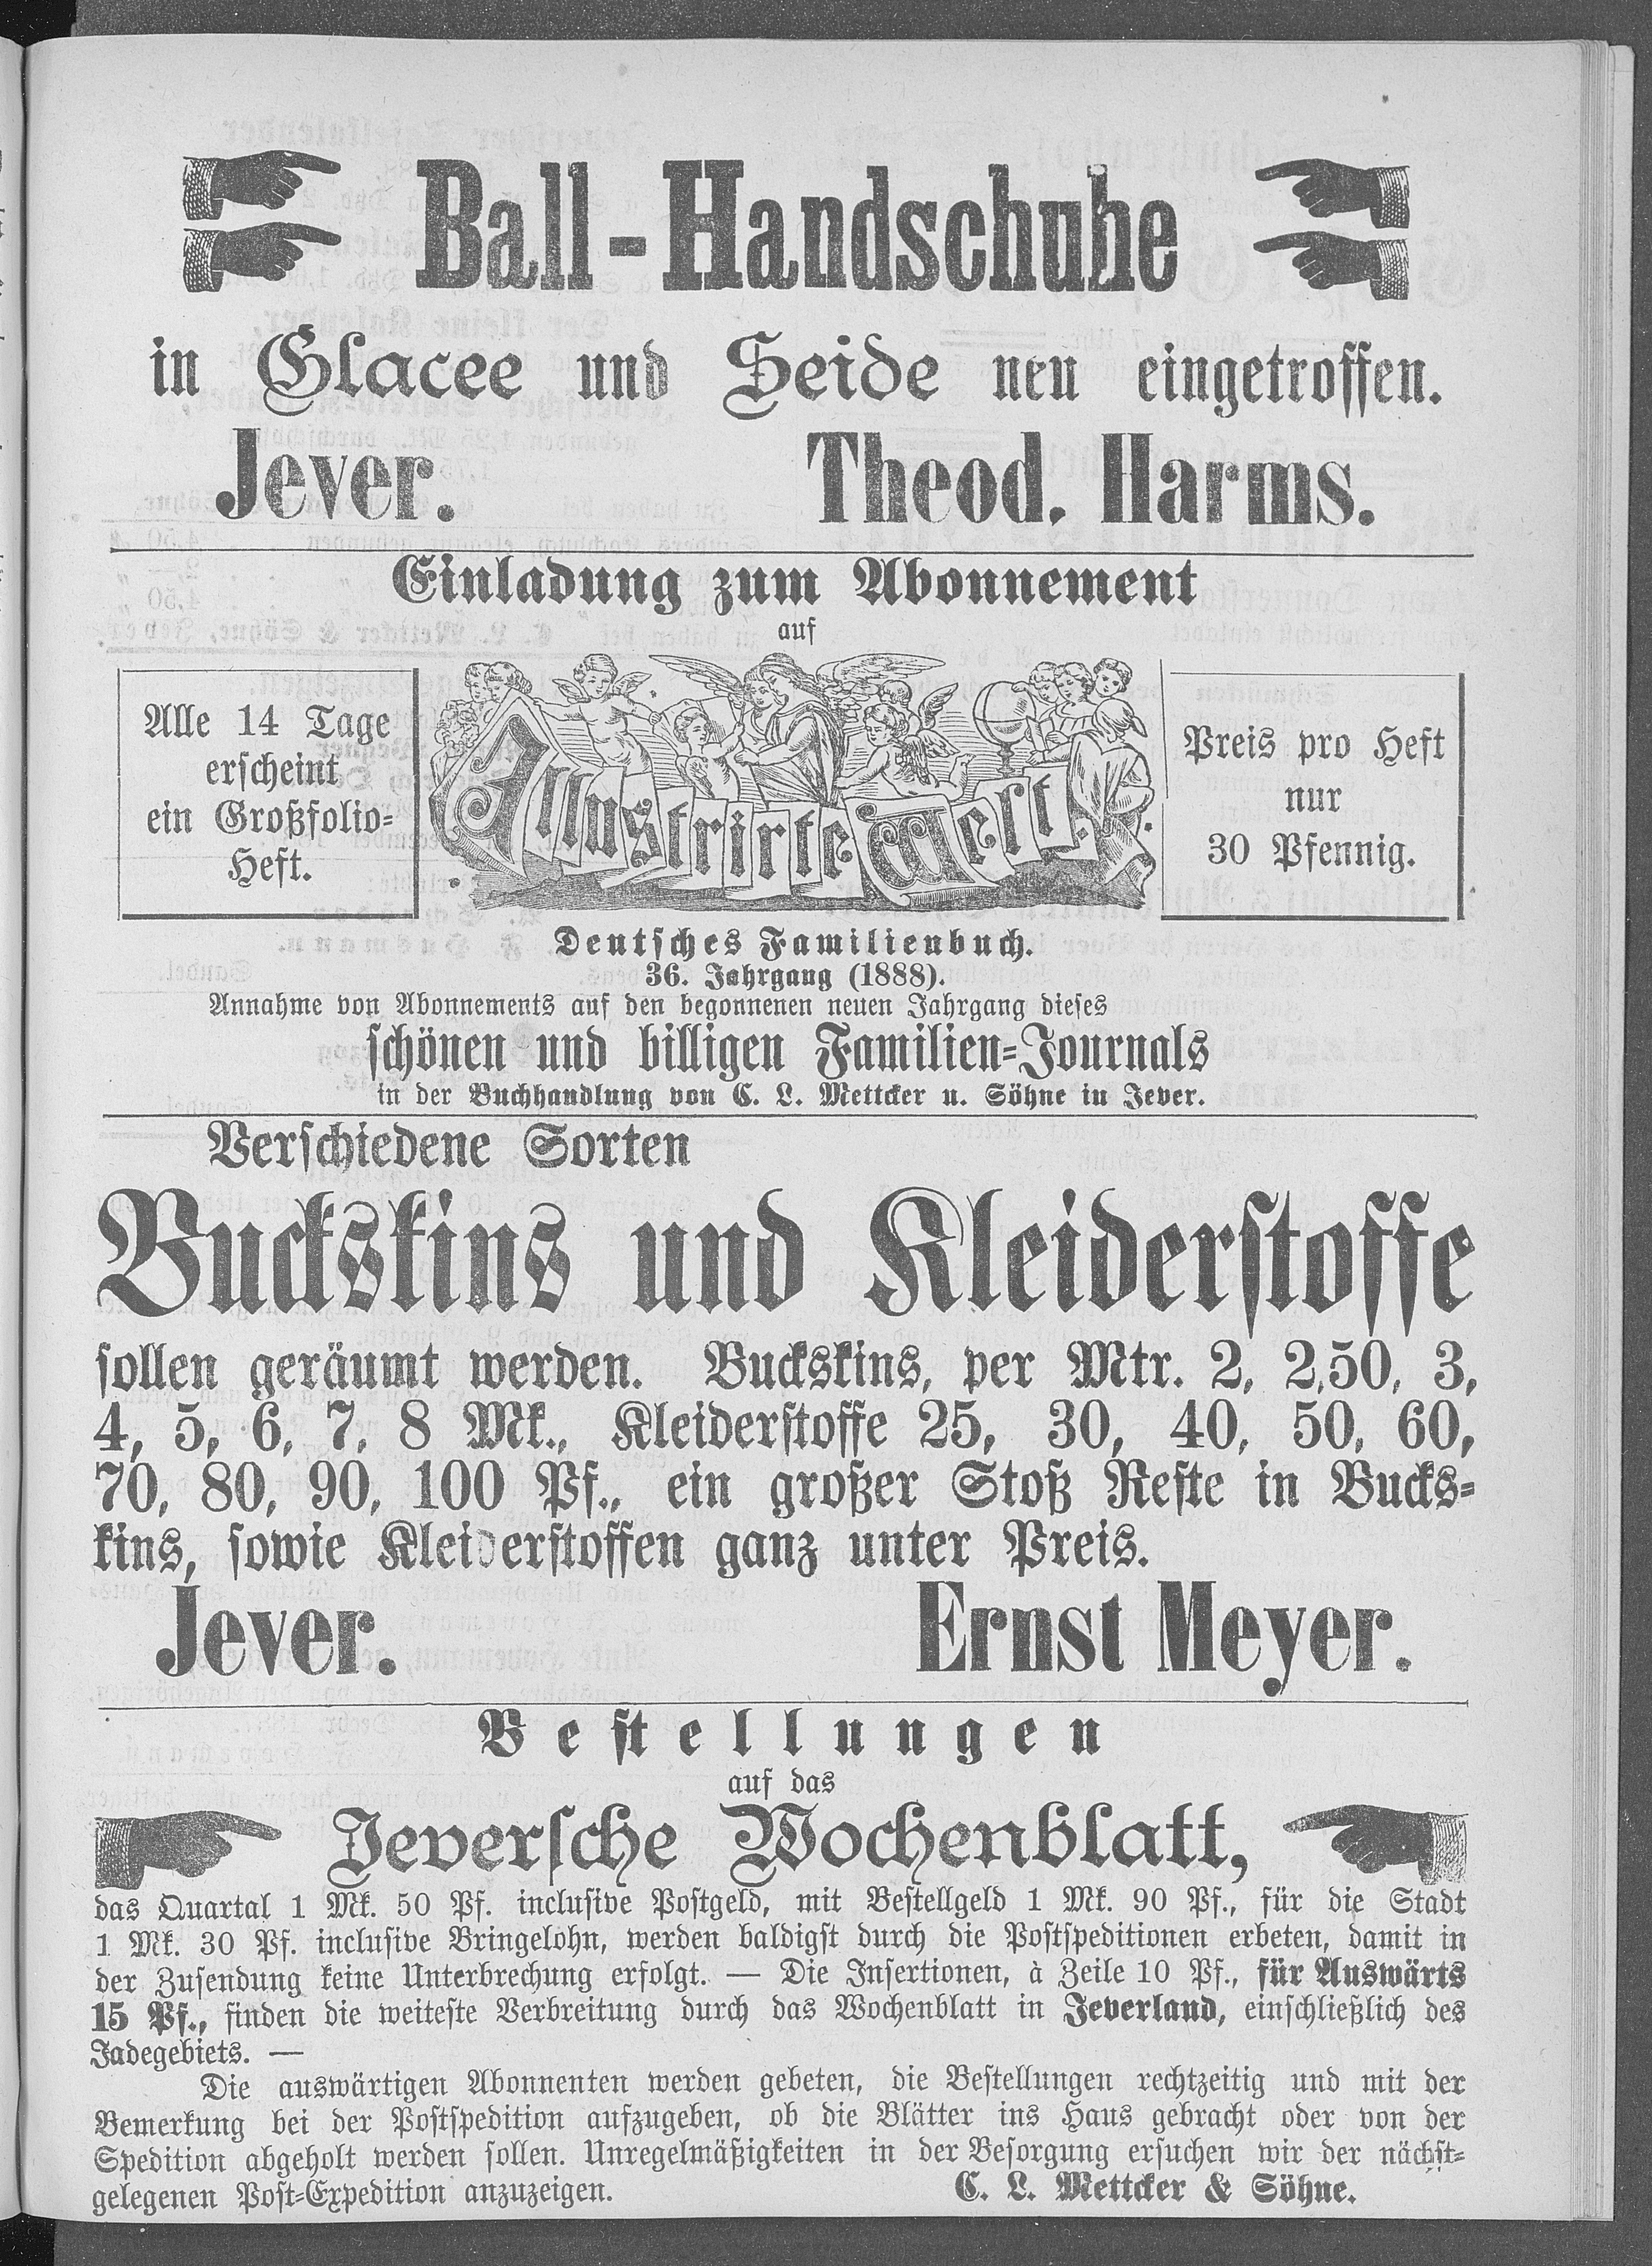 Ball-Handschuhe
in Glacee und Seide neu eingetroffen.
Jever. Theod. Harms.
Einladung zum Abonnement
auf
Alle 14 Tage
erscheint
ein Großfolio-
Heft.
Illustrirte Welt.
Preis pro Heft
nur
30 Pfennig.
Deutsches Familienbuch.
36. Jahrgang (1888).
Annahme von Abonnements auf den begonnenen neuen Jahrgang dieses
schönen und billigen Familien-Journals
in der Buchhandlung von C. L. Mettcker u. Söhne in Jever.
Verschiedene Sorten
Buckskins und Kleiderstoffe
sollen geräumt werden. Buckskins, per Mtr. 2, 2,50, 3,
4, 5, 6, 7, 8 Mk., Kleiderstoffe 25, 30, 40, 50, 60,
70, 80, 90, 100 Pf., ein großer Stoß Reste in Bucks-
kins, sowie Kleiderstoffen ganz unter Preis.
Jever. Ernst Meyer.
Bestellungen
auf das
Jeversche Wochenblatt,
das Quartal 1 Mk. 50 Pf. inclusive Postgeld, mit Bestellgeld 1 Mk. 90 Pf., für die Stadt
1 Mk. 30 Pf. inclusive Bringelohn, werden baldigst durch die Postspeditionen erbeten, damit in
der Zusendung keine Unterbrechung erfolgt. — Die Insertionen, à Zeile 10 Pf., für Auswärts
15 Pf., finden die weiteste Verbreitung durch das Wochenblatt in Jeverland, einschließlich des
Jadegebiets. —
Die auswärtigen Abonnenten werden gebeten, die Bestellungen rechtzeitig und mit der
Bemerkung bei der Postspedition aufzugeben, ob die Blätter ins Haus gebracht oder von der
Spedition abgeholt werden sollen. Unregelmäßigkeiten in der Besorgung ersuchen wir der nächst-
gelegenen Post-Expedition anzuzeigen. C. L. Mettcker & Söhne.